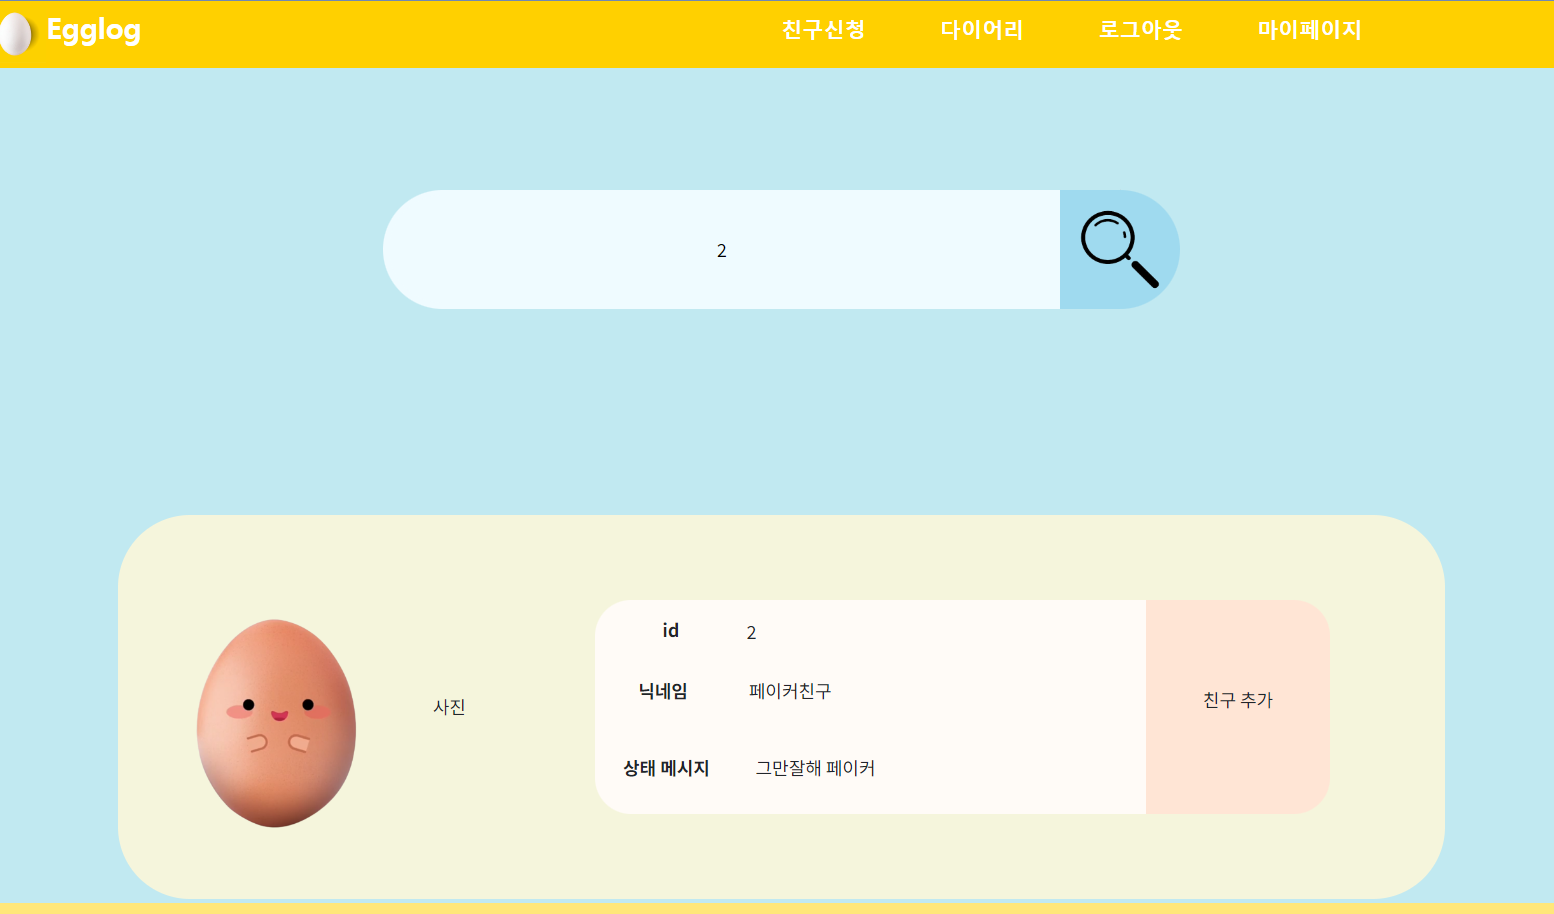 Egglog 친구신청 다이어리 로그아웃 마이페이지
2
id 2
닉네임 페이커친구
사진
친구 추가
상태 메시지 그만잘해 페이커